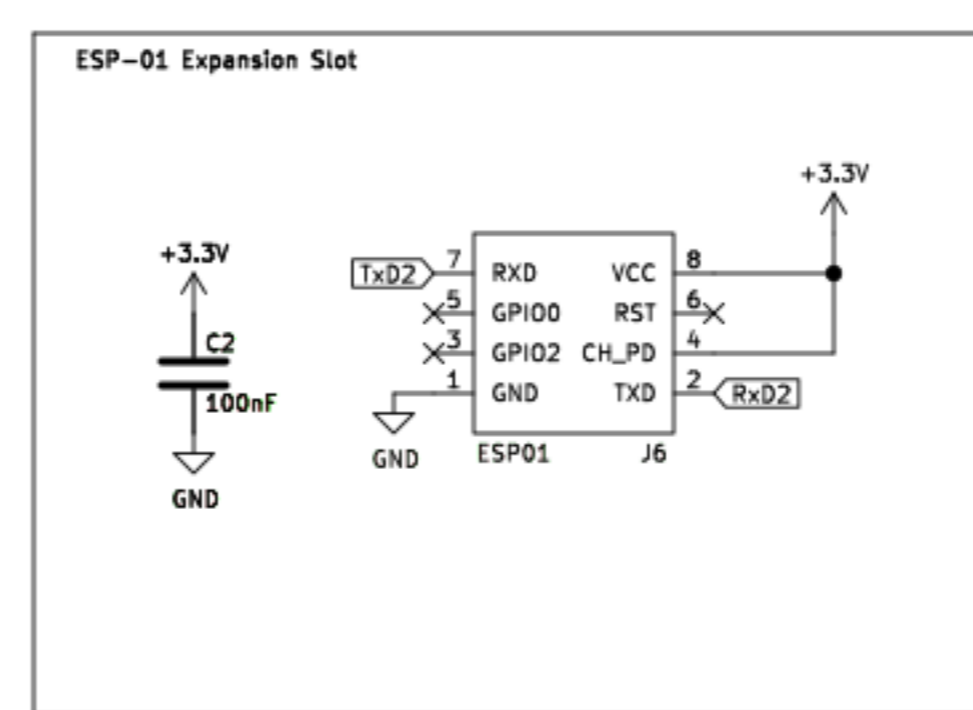 ESP-01 Expansion Slot
+3.3V
+3.3V
C2
100nF
GND
TxD2 7 RXD VCC 8
5 GPIO0 RST 6
3 GPIO2 CH_PD 4
1 GND TXD 2 RxD2
GND
ESP01 J6